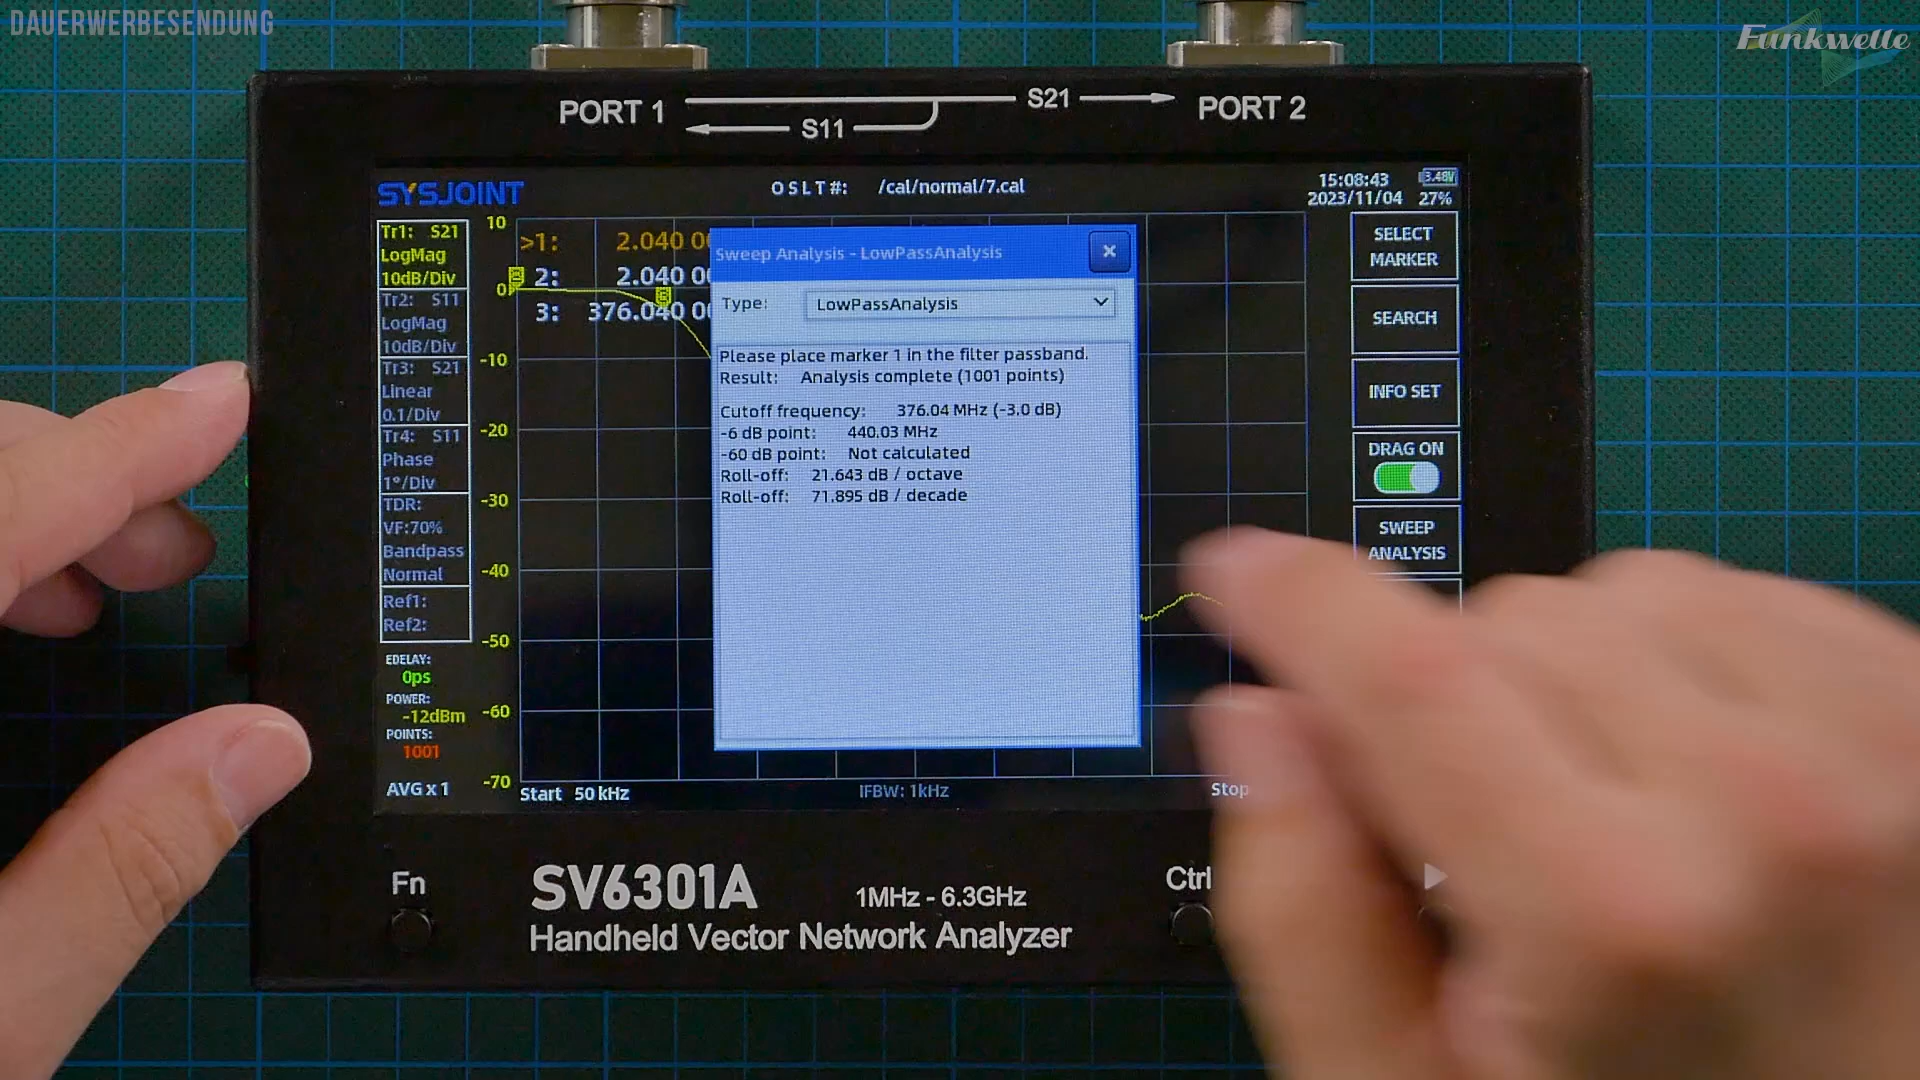 DAUERWERBESENDUNG
Funkwelle
PORT 1
S11
S21
PORT 2
SYSJOINT
O S L T #: /cal/normal/7.cal
15:08:43
3.48V
2023/11/04 27%
Tr1: S21
LogMag
10dB/Div
Tr2: S11
LogMag
10dB/Div
Tr3: S21
Linear
0.1/Div
Tr4: S11
Phase
1°/Div
TDR:
VF:70%
Bandpass
Normal
Ref1:
Ref2:
EDELAY:
0ps
POWER:
-12dBm
POINTS:
1001
AVG x 1
10
0
-10
-20
-30
-40
-50
-60
-70
>1: 2.040 00
2: 2.040 00
3: 376.040 00
Sweep Analysis - LowPassAnalysis
Type: LowPassAnalysis
Please place marker 1 in the filter passband.
Result: Analysis complete (1001 points)
Cutoff frequency: 376.04 MHz (-3.0 dB)
-6 dB point: 440.03 MHz
-60 dB point: Not calculated
Roll-off: 21.643 dB / octave
Roll-off: 71.895 dB / decade
SELECT
MARKER
SEARCH
INFO SET
DRAG ON
SWEEP
ANALYSIS
Start 50 kHz
IFBW: 1kHz
Stop
Fn
SV6301A
1MHz - 6.3GHz
Handheld Vector Network Analyzer
Ctrl